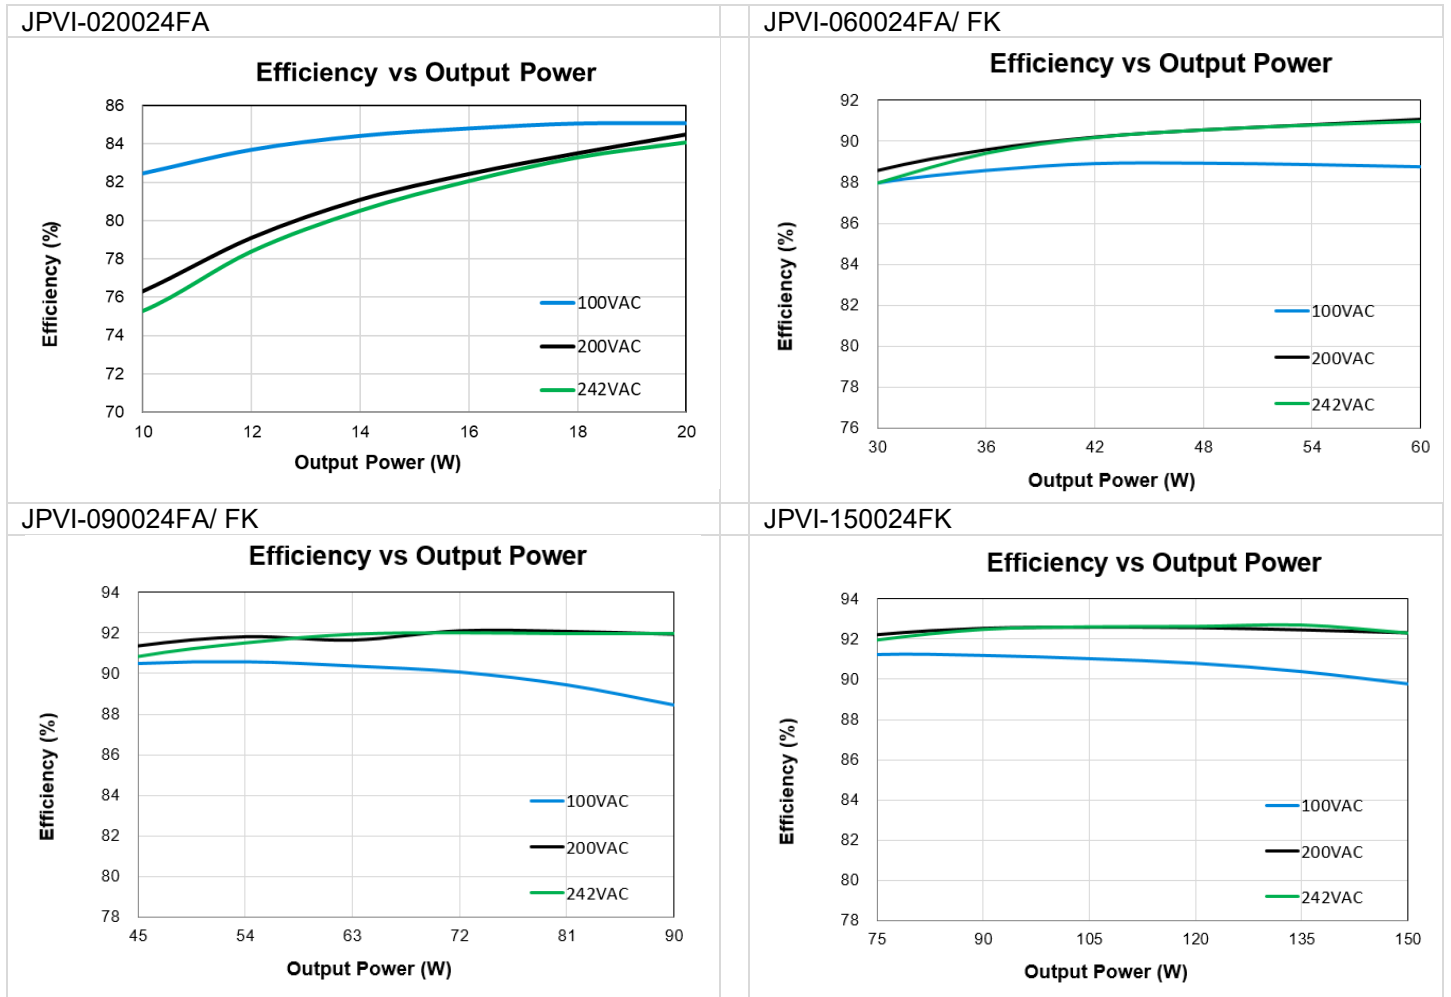 JPVI-020024FA
Efficiency vs Output Power
86
84
82
80
78
76
74
72
70
Efficiency (%)
100VAC
200VAC
242VAC
10 12 14 16 18 20
Output Power (W)
JPVI-060024FA/ FK
Efficiency vs Output Power
92
90
88
86
84
82
80
78
76
Efficiency (%)
100VAC
200VAC
242VAC
30 36 42 48 54 60
Output Power (W)
JPVI-090024FA/ FK
Efficiency vs Output Power
94
92
90
88
86
84
82
80
78
Efficiency (%)
100VAC
200VAC
242VAC
45 54 63 72 81 90
Output Power (W)
JPVI-150024FK
Efficiency vs Output Power
94
92
90
88
86
84
82
80
78
Efficiency (%)
100VAC
200VAC
242VAC
75 90 105 120 135 150
Output Power (W)